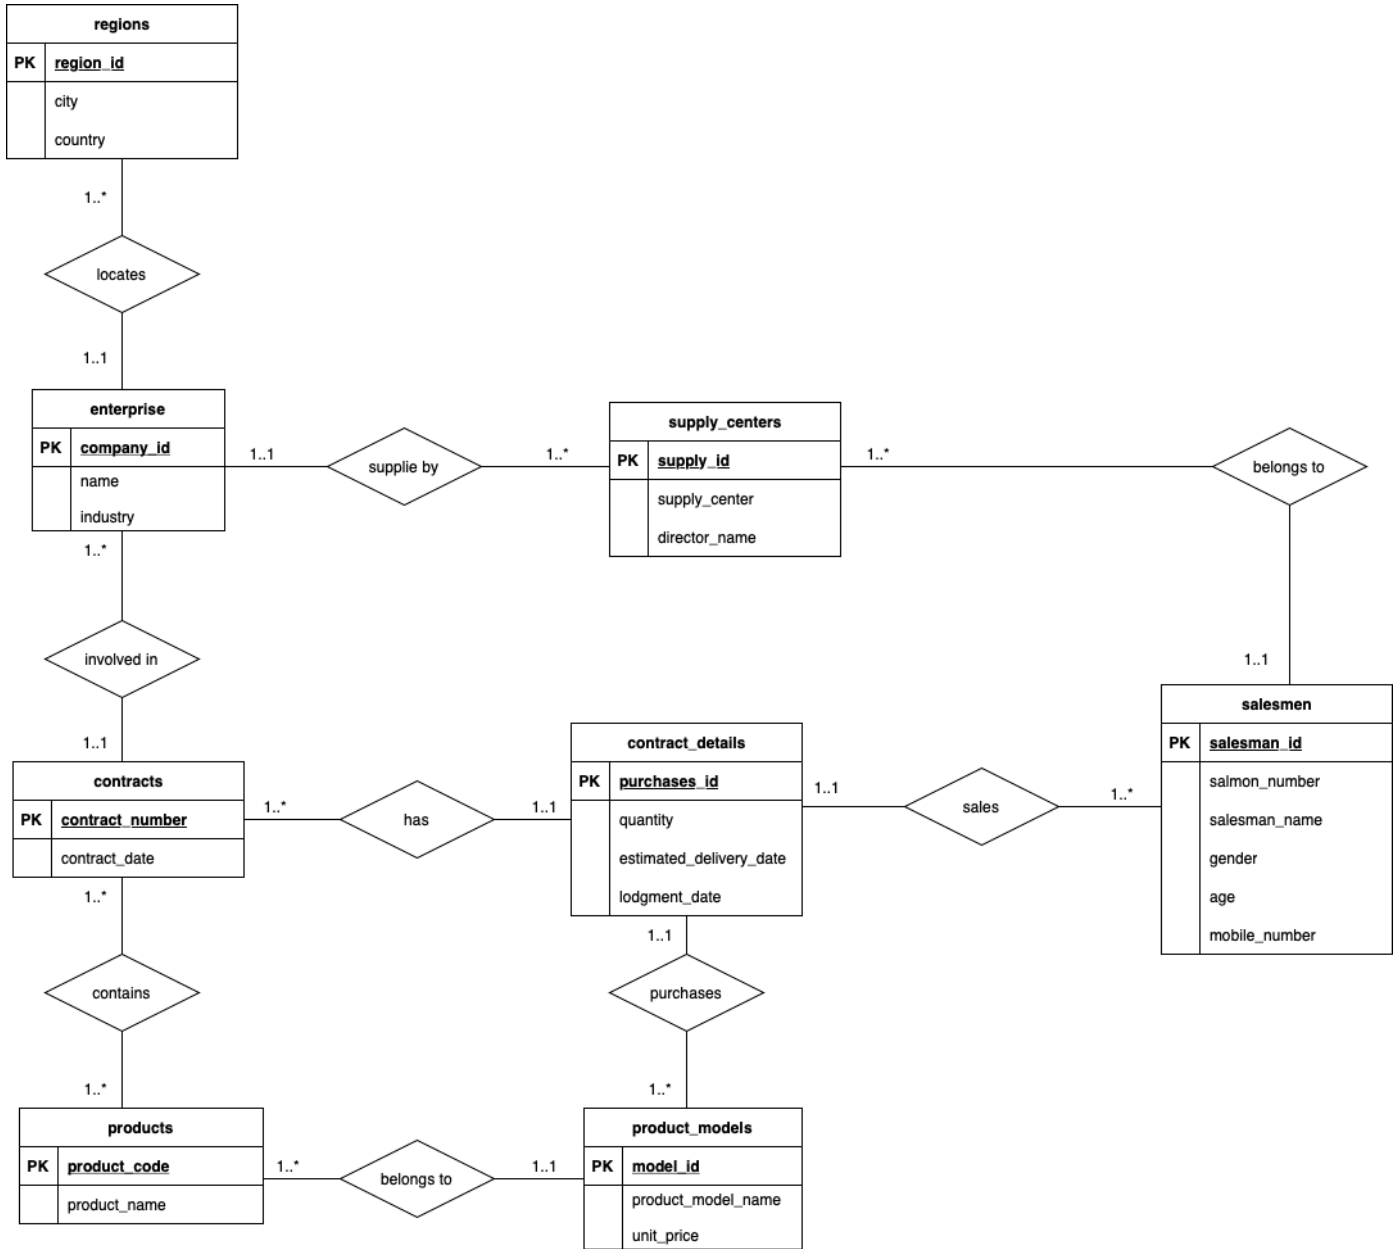 regions
PK region_id
city
country
1..*
locates
1..1
enterprise
PK company_id
name
industry
1..1
supplie by
1..*
supply_centers
PK supply_id
supply_center
director_name
1..*
belongs to
1..1
1..*
involved in
1..1
contracts
PK contract_number
contract_date
1..*
has
1..1
contract_details
PK purchases_id
quantity
estimated_delivery_date
lodgment_date
1..1
sales
1..*
salesmen
PK salesman_id
salmon_number
salesman_name
gender
age
mobile_number
1..*
contains
1..*
1..1
purchases
1..*
products
PK product_code
product_name
1..*
belongs to
1..1
product_models
PK model_id
product_model_name
unit_price